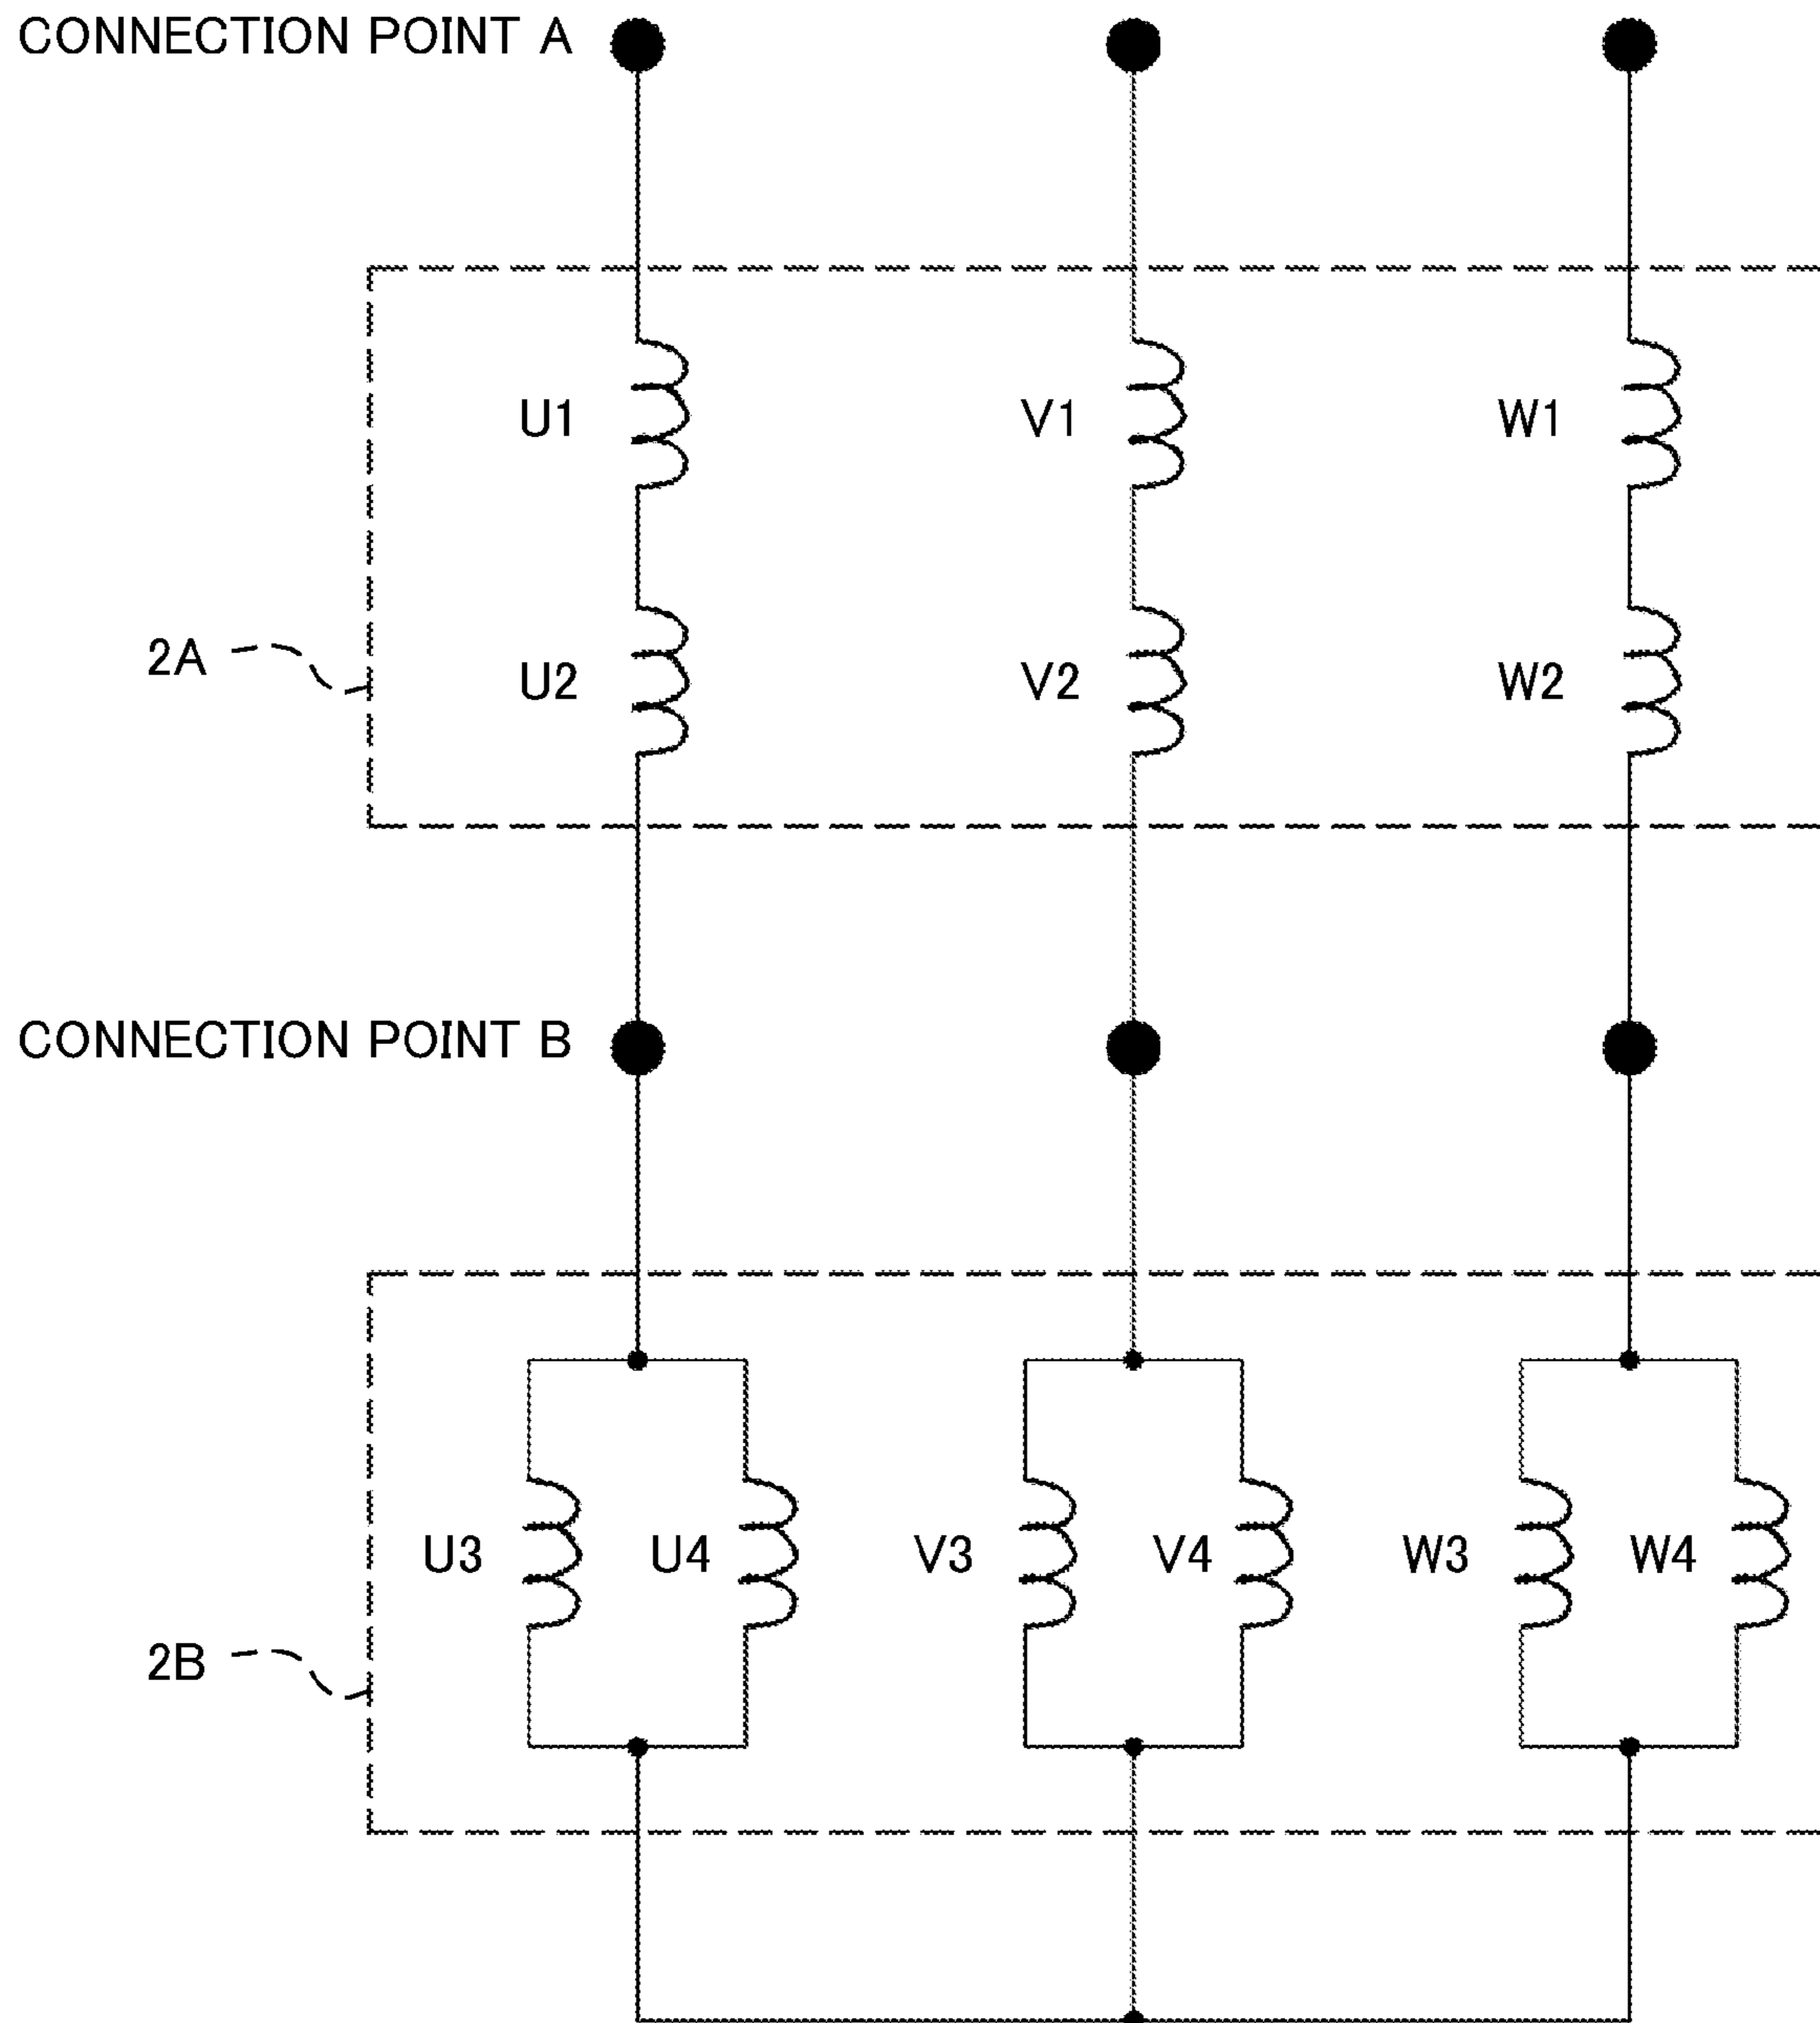 CONNECTION POINT A
U1 V1 W1
2A U2 V2 W2
CONNECTION POINT B
U3 U4 V3 V4 W3 W4
2B